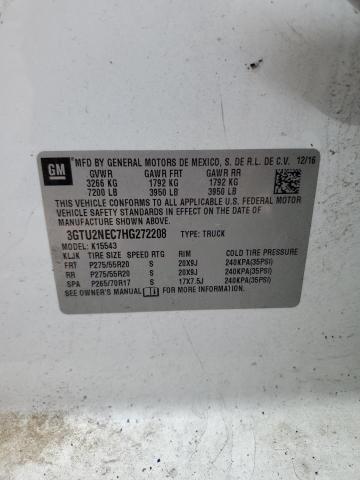 GM
MFD BY GENERAL MOTORS DE MEXICO, S. DE R.L. DE C.V. 12/16
GVWR GAWR FRT GAWR RR
3266 KG 1792 KG 1792 KG
7200 LB 3950 LB 3950 LB
THIS VEHICLE CONFORMS TO ALL APPLICABLE U.S. FEDERAL MOTOR
VEHICLE SAFETY STANDARDS IN EFFECT ON THE DATE OF
MANUFACTURE SHOWN ABOVE.
3GTU2NEC7HG272208 TYPE: TRUCK
MODEL: K15543
KLJK TIRE SIZE SPEED RTG RIM COLD TIRE PRESSURE
FRT P275/55R20 S 20X9J 240KPA(35PSI)
RR P275/55R20 S 20X9J 240KPA(35PSI)
SPA P265/70R17 S 17X7.5J 240KPA(35PSI)
SEE OWNER'S MANUAL FOR MORE INFORMATION.